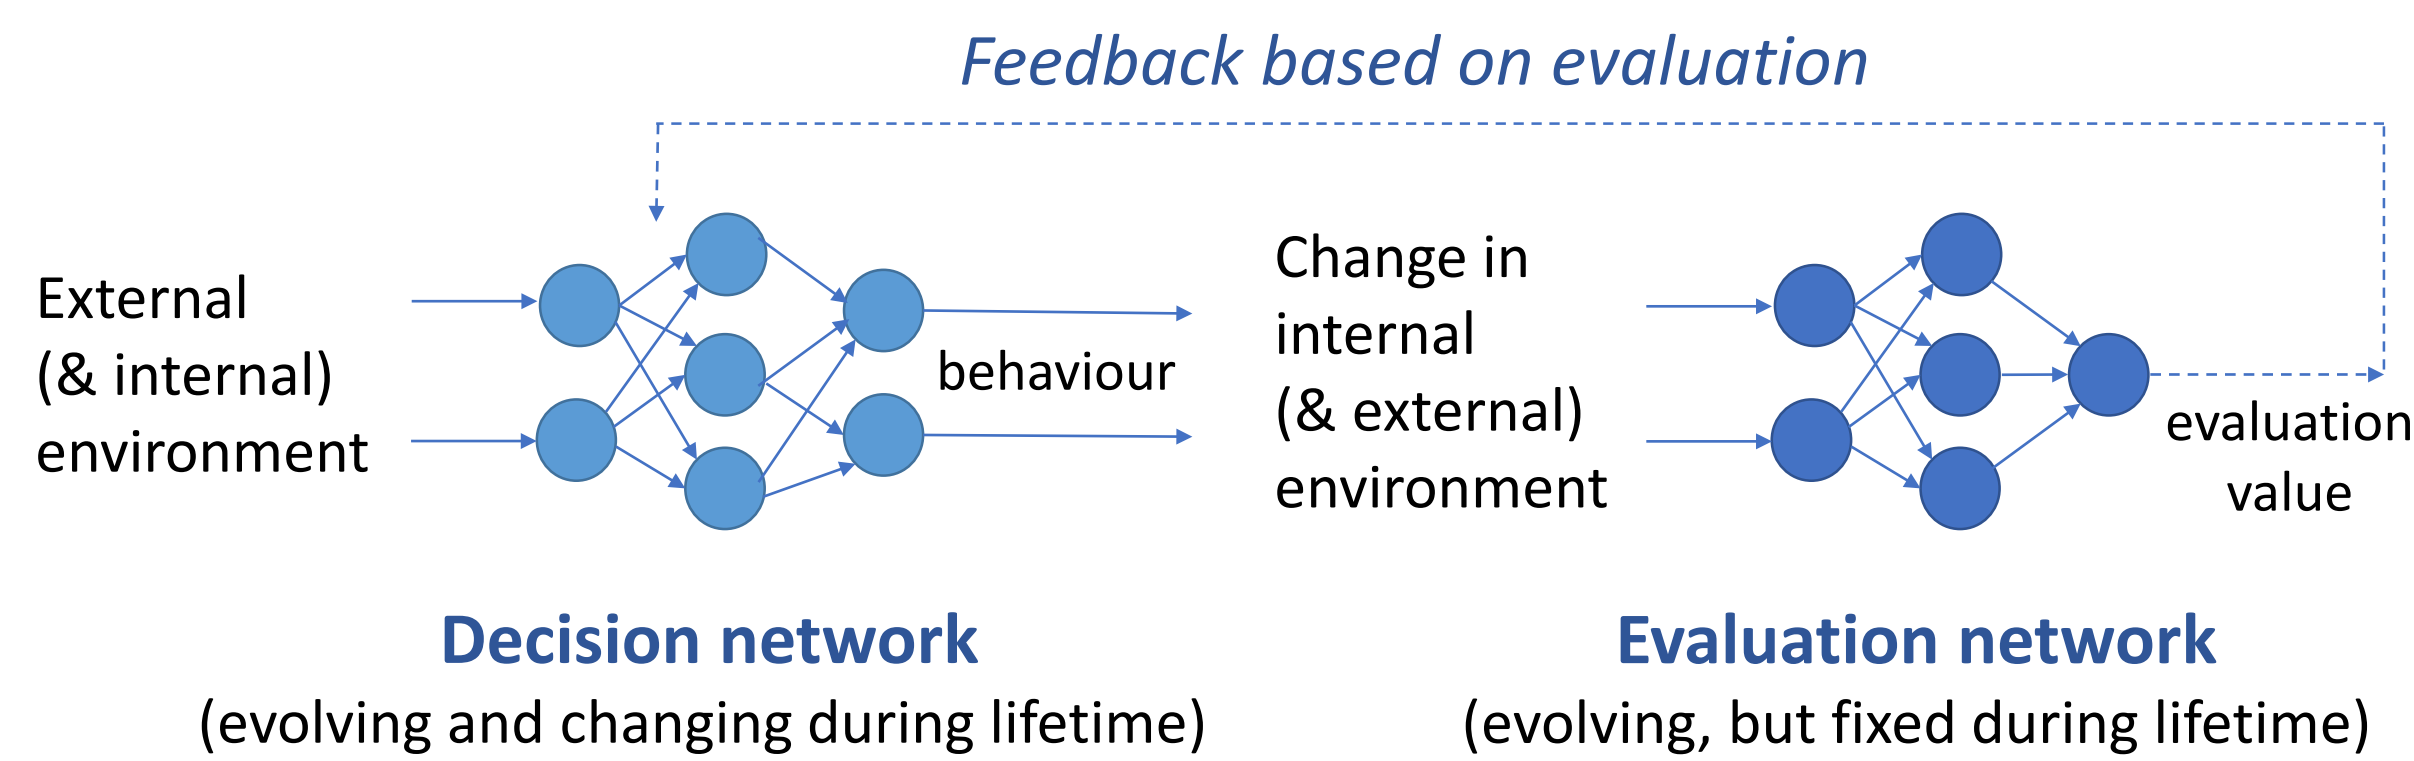 Feedback based on evaluation
External
(& internal)
environment
behaviour
Change in
internal
(& external)
environment
evaluation
value
Decision network
(evolving and changing during lifetime)
Evaluation network
(evolving, but fixed during lifetime)